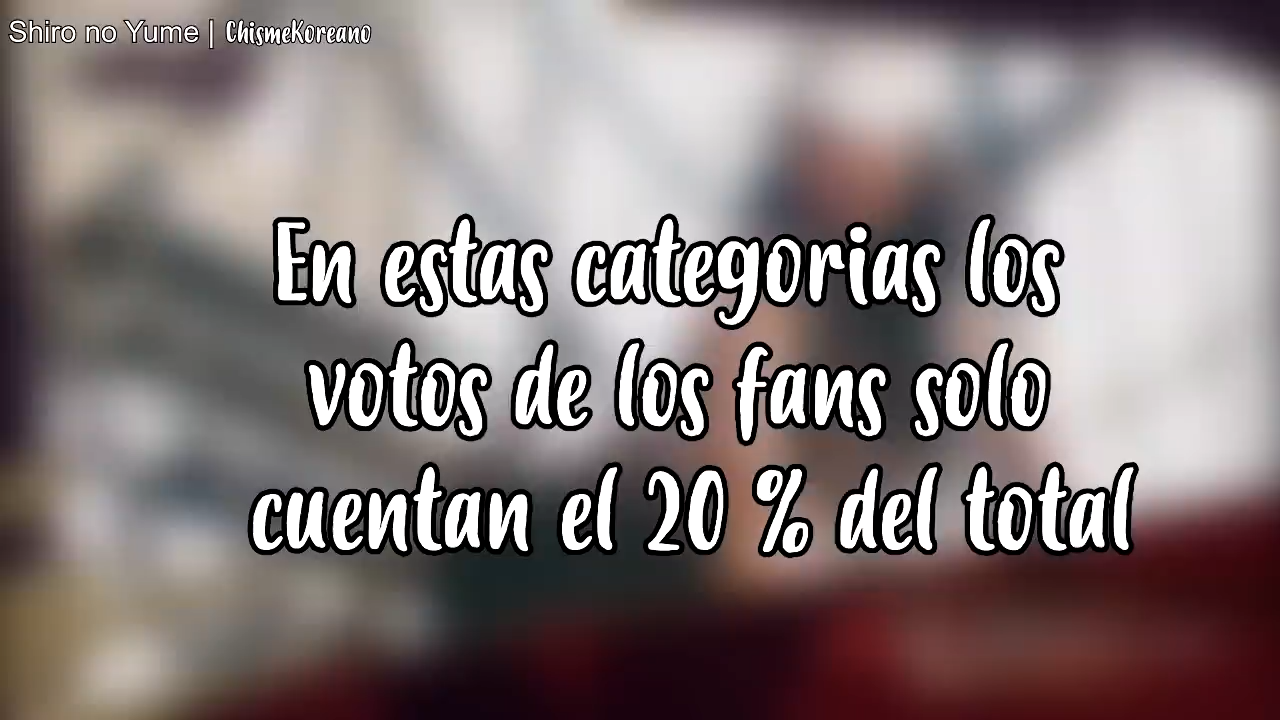 Shiro no Yume | ChismeKoreano
En estas categorias los
votos de los fans solo
cuentan el 20 % del total